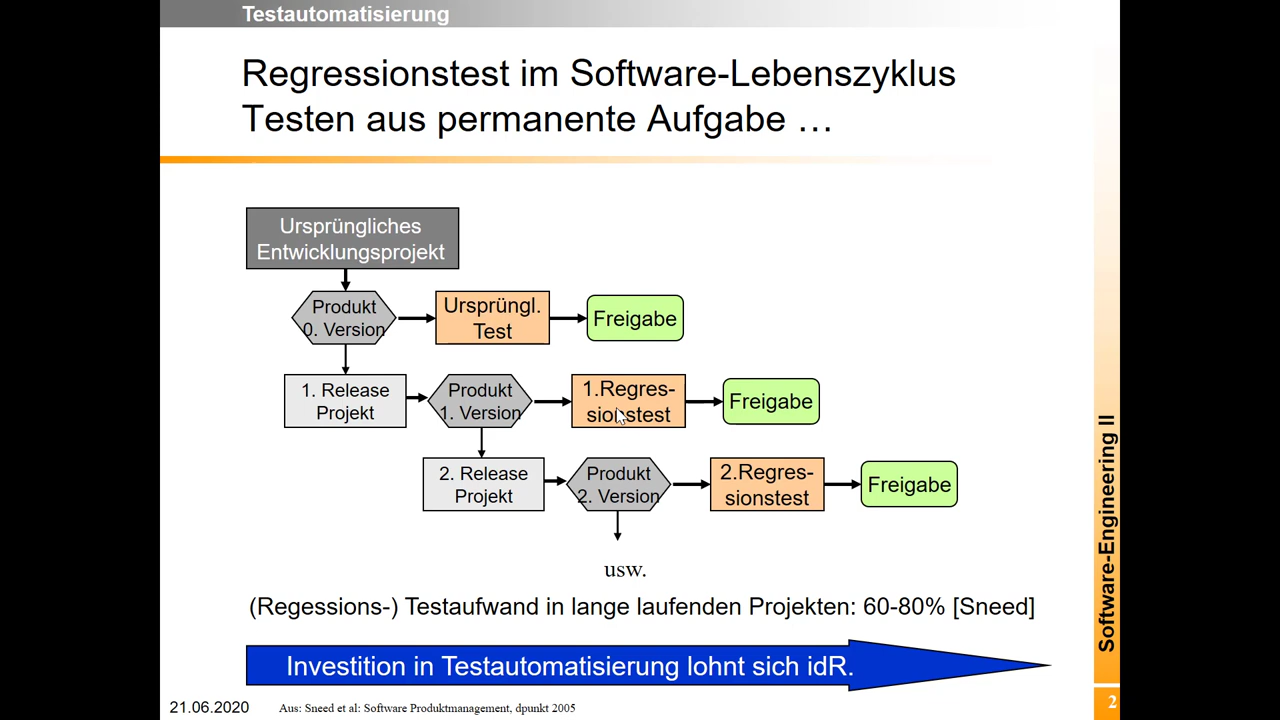 Testautomatisierung
Regressionstest im Software-Lebenszyklus
Testen aus permanente Aufgabe …
Ursprüngliches
Entwicklungsprojekt
Produkt
0. Version
Ursprüngl.
Test
Freigabe
1. Release
Projekt
Produkt
1. Version
1.Regres-
sionstest
Freigabe
2. Release
Projekt
Produkt
2. Version
2.Regres-
sionstest
Freigabe
usw.
(Regessions-) Testaufwand in lange laufenden Projekten: 60-80% [Sneed]
Investition in Testautomatisierung lohnt sich idR.
21.06.2020
Aus: Sneed et al: Software Produktmanagement, dpunkt 2005
Software-Engineering II
2